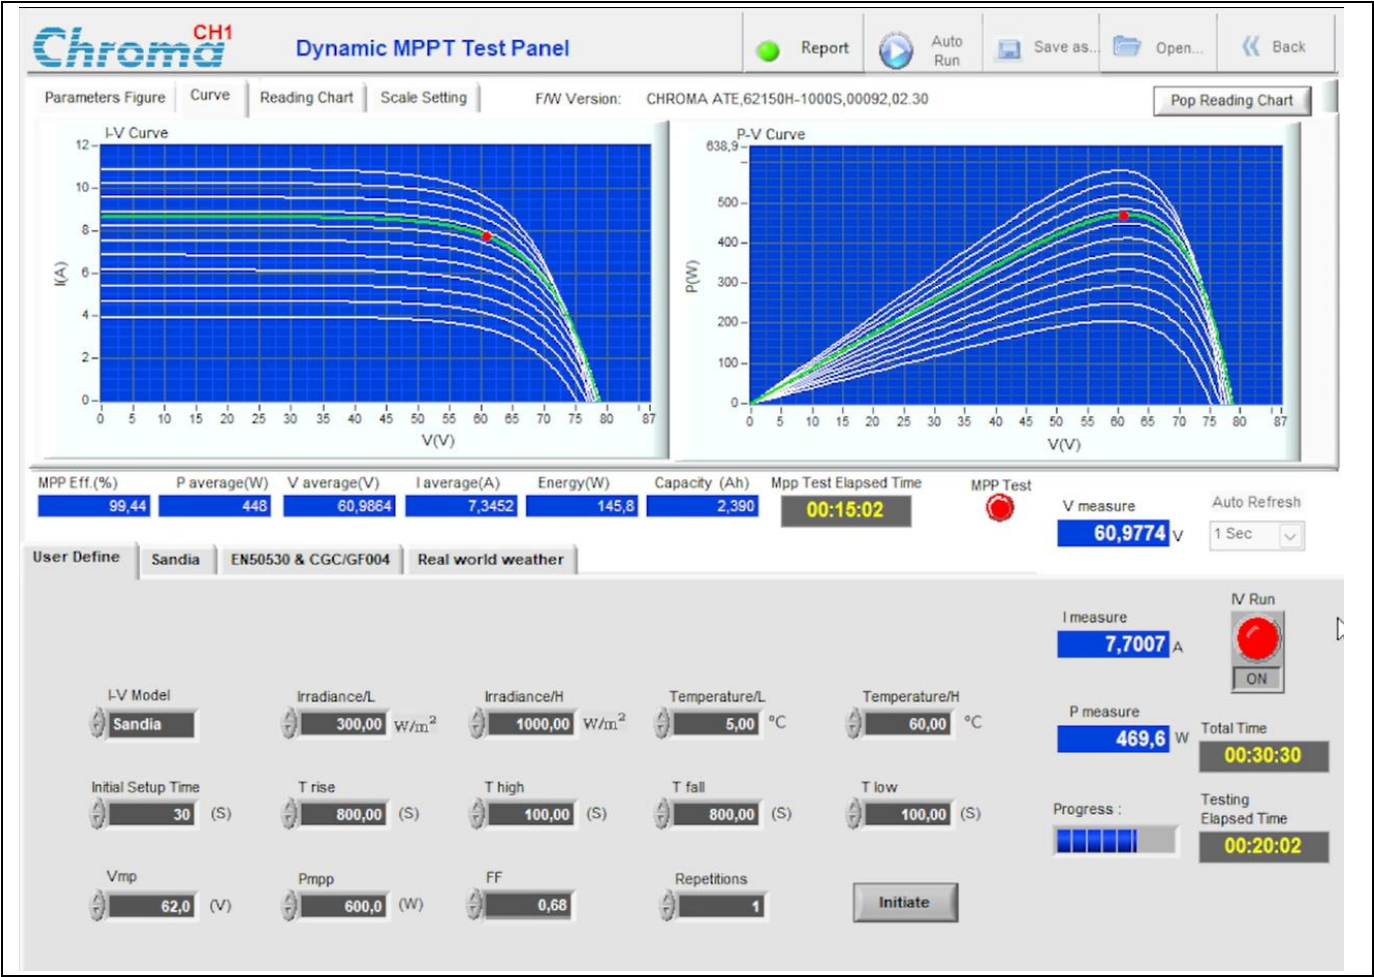 Chroma CH1
Dynamic MPPT Test Panel
Report
Auto Run
Save as...
Open...
Back
Parameters Figure
Curve
Reading Chart
Scale Setting
F/W Version:
CHROMA ATE,62150H-1000S,00092,02.30
Pop Reading Chart
I-V Curve
12
10
8
6
4
2
0
I(A)
0 5 10 15 20 25 30 35 40 45 50 55 60 65 70 75 80 87
V(V)
P-V Curve
638,9
500
400
300
200
100
0
P(W)
0 5 10 15 20 25 30 35 40 45 50 55 60 65 70 75 80 87
V(V)
MPP Eff.(%)
P average(W)
V average(V)
I average(A)
Energy(W)
Capacity (Ah)
Mpp Test Elapsed Time
MPP Test
99,44
448
60,9864
7,3452
145,8
2,390
00:15:02
V measure
60,9774 V
Auto Refresh
1 Sec
User Define
Sandia
EN50530 & CGC/GF004
Real world weather
I measure
7,7007 A
IV Run
ON
P measure
469,6 W
Total Time
00:30:30
Progress :
Testing
Elapsed Time
00:20:02
I-V Model
Irradiance/L
Irradiance/H
Temperature/L
Temperature/H
Sandia
300,00 W/m²
1000,00 W/m²
5,00 °C
60,00 °C
Initial Setup Time
T rise
T high
T fall
T low
30 (S)
800,00 (S)
100,00 (S)
800,00 (S)
100,00 (S)
Vmp
Pmpp
FF
Repetitions
62,0 (V)
600,0 (W)
0,68
1
Initiate